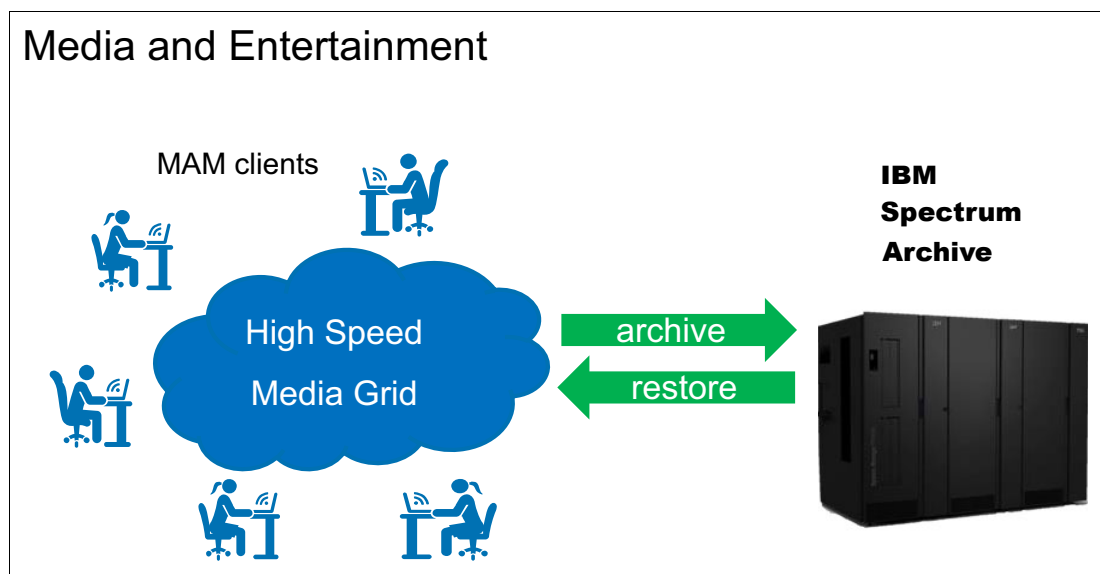 Media and Entertainment
MAM clients
IBM
Spectrum
Archive
High Speed
Media Grid
archive
restore